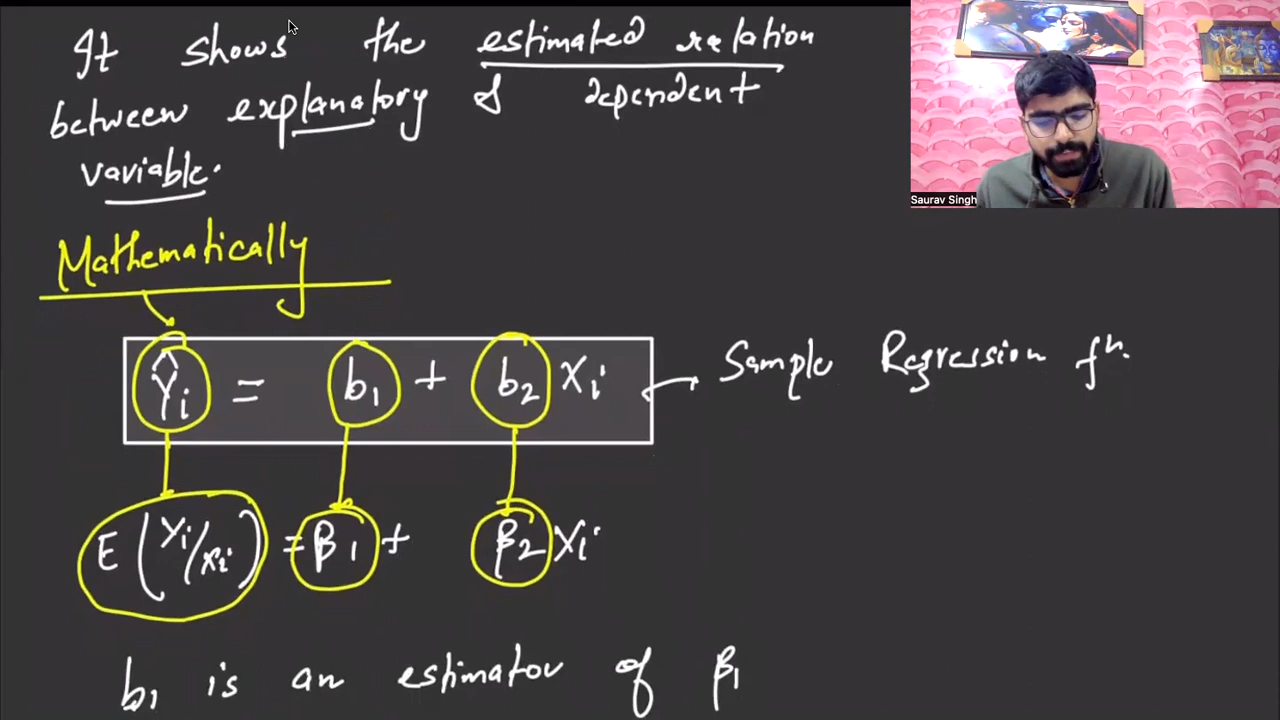 It shows the estimated relation
between explanatory & dependent
variable.
Saurav Singh
Mathematically
Ŷi = b1 + b2 Xi → Sample Regression fn.
E(Yi/xi) = β1 + β2 Xi
b1 is an estimator of β1